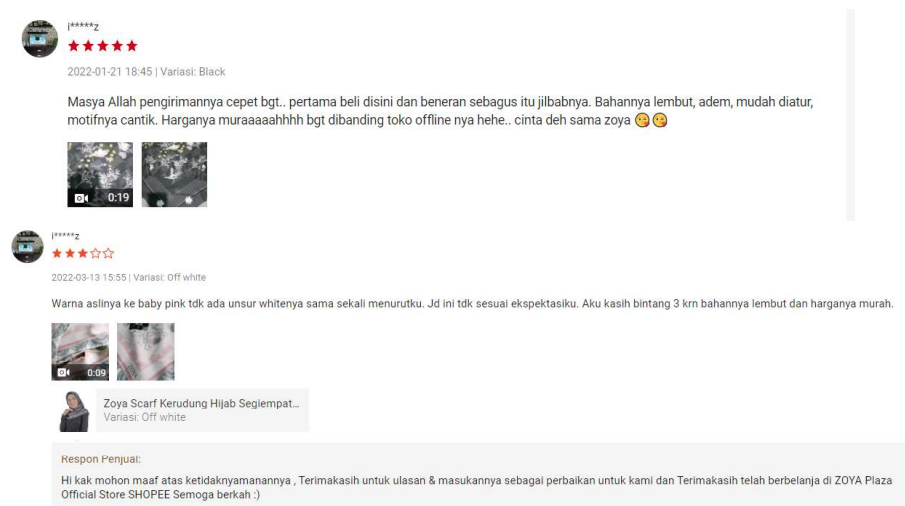 i*****z
2022-01-21 18:45 | Variasi: Black
Masya Allah pengirimannya cepet bgt.. pertama beli disini dan beneran sebagus itu jilbabnya. Bahannya lembut, adem, mudah diatur,
motifnya cantik. Harganya muraaaaahhhh bgt dibanding toko offline nya hehe.. cinta deh sama zoya 😘😘
0:19
i*****z
2022-03-13 15:55 | Variasi: Off white
Warna aslinya ke baby pink tdk ada unsur whitenya sama sekali menurutku. Jd ini tdk sesuai ekspektasiku. Aku kasih bintang 3 krn bahannya lembut dan harganya murah.
0:09
Zoya Scarf Kerudung Hijab Segiempat...
Variasi: Off white
Respon Penjual:
Hi kak mohon maaf atas ketidaknyamanannya , Terimakasih untuk ulasan & masukannya sebagai perbaikan untuk kami dan Terimakasih telah berbelanja di ZOYA Plaza
Official Store SHOPEE Semoga berkah :)